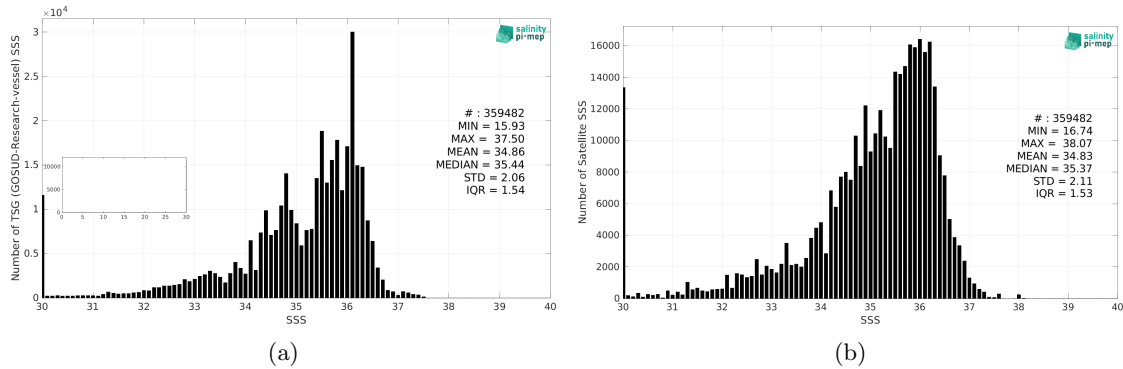 ×10⁴
3
2.5
2
1.5
1
0.5
0
Number of TSG (GOSUD-Research-vessel) SSS
salinity
pi-mep
# : 359482
MIN = 15.93
MAX = 37.50
MEAN = 34.86
MEDIAN = 35.44
STD = 2.06
IQR = 1.54
10000
5000
0
0 5 10 15 20 25 30
30 31 32 33 34 35 36 37 38 39 40
SSS
(a)
16000
14000
12000
10000
8000
6000
4000
2000
0
Number of Satellite SSS
salinity
pi-mep
# : 359482
MIN = 16.74
MAX = 38.07
MEAN = 34.83
MEDIAN = 35.37
STD = 2.11
IQR = 1.53
30 31 32 33 34 35 36 37 38 39 40
SSS
(b)